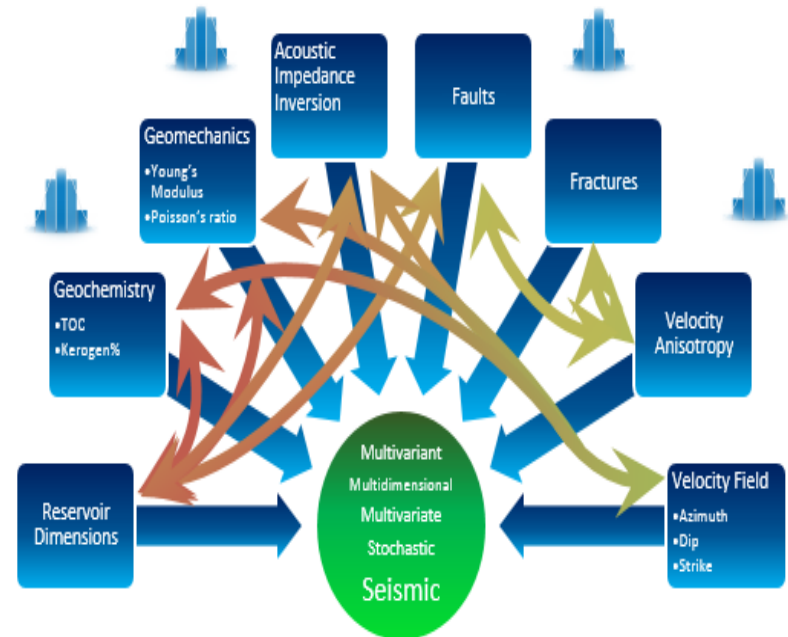 Acoustic
Impedance
Inversion
Faults
Geomechanics
•Young's
Modulus
•Poisson's ratio
Fractures
Geochemistry
•TOC
•Kerogen%
Velocity
Anisotropy
Reservoir
Dimensions
Multivariant
Multidimensional
Multivariate
Stochastic
Seismic
Velocity Field
•Azimuth
•Dip
•Strike